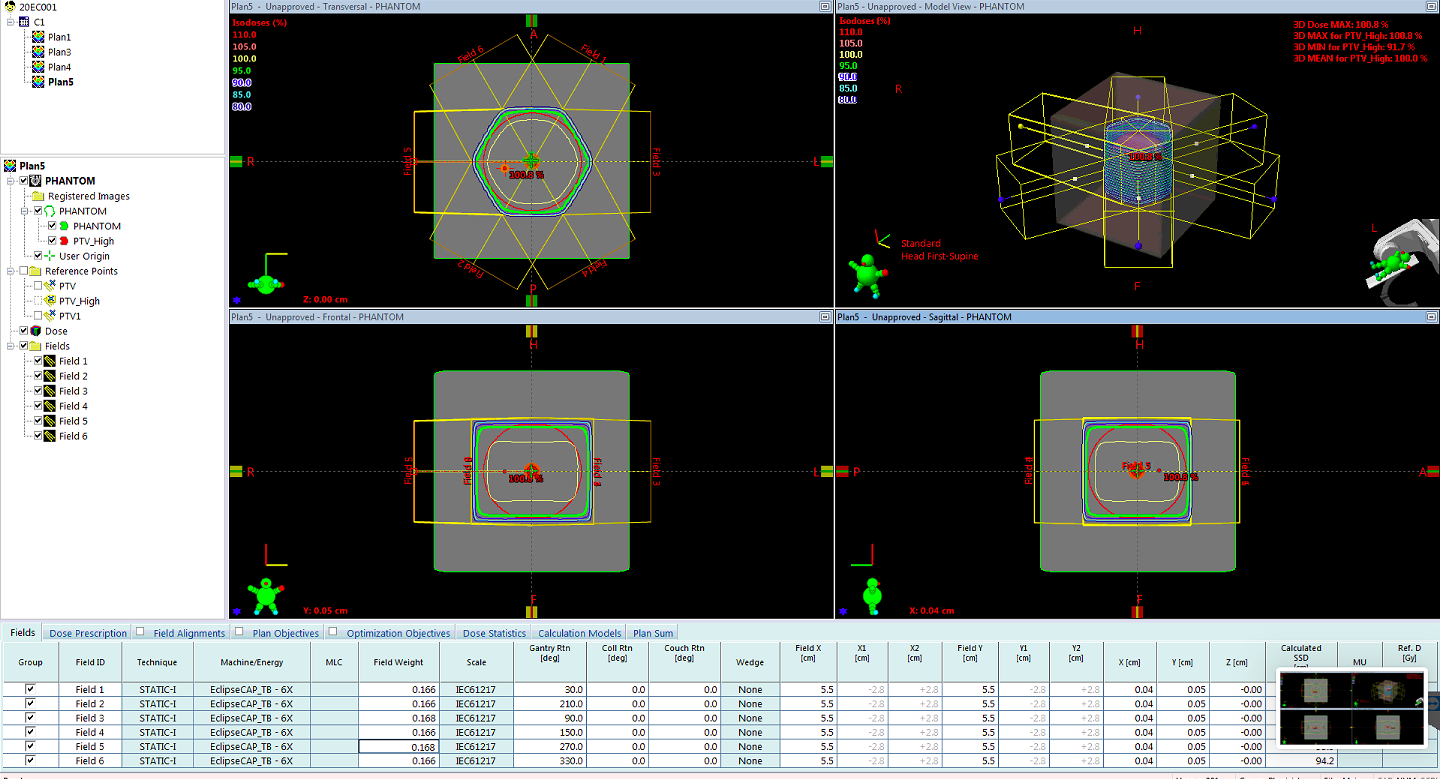 20EC001
C1
Plan1
Plan3
Plan4
Plan5
Plan5
PHANTOM
Registered Images
PHANTOM
PHANTOM
PTV_High
User Origin
Reference Points
PTV
PTV_High
PTV1
Dose
Fields
Field 1
Field 2
Field 3
Field 4
Field 5
Field 6
Plan5 - Unapproved - Transversal - PHANTOM
Isodoses (%)
110.0
105.0
100.0
95.0
90.0
85.0
80.0
A
Field 6
Field 1
R
Field 5
100.8 %
Field 3
L
Field 2
Field 4
P
Z: 0.00 cm
Plan5 - Unapproved - Model View - PHANTOM
Isodoses (%)
110.0
105.0
100.0
95.0
90.0
85.0
80.0
3D Dose MAX: 100.8 %
3D MAX for PTV_High: 100.8 %
3D MIN for PTV_High: 91.7 %
3D MEAN for PTV_High: 100.0 %
H
R
100.8 %
L
Standard
Head First-Supine
F
Plan5 - Unapproved - Frontal - PHANTOM
H
R
Field 5
100.8 %
Field 3
L
F
Y: 0.05 cm
Plan5 - Unapproved - Sagittal - PHANTOM
H
P
Field 5
100.8 %
A
F
X: 0.04 cm
Fields Dose Prescription Field Alignments Plan Objectives Optimization Objectives Dose Statistics Calculation Models Plan Sum
Group Field ID Technique Machine/Energy MLC Field Weight Scale Gantry Rtn [deg] Coll Rtn [deg] Couch Rtn [deg] Wedge Field X [cm] X1 [cm] X2 [cm] Field Y [cm] Y1 [cm] Y2 [cm] X [cm] Y [cm] Z [cm] Calculated SSD MU Ref. D [Gy]
Field 1 STATIC-I EclipseCAP_TB - 6X 0.166 IEC61217 30.0 0.0 0.0 None 5.5 -2.8 +2.8 5.5 -2.8 +2.8 0.04 0.05 -0.00
Field 2 STATIC-I EclipseCAP_TB - 6X 0.166 IEC61217 210.0 0.0 0.0 None 5.5 -2.8 +2.8 5.5 -2.8 +2.8 0.04 0.05 -0.00
Field 3 STATIC-I EclipseCAP_TB - 6X 0.168 IEC61217 90.0 0.0 0.0 None 5.5 -2.8 +2.8 5.5 -2.8 +2.8 0.04 0.05 -0.00
Field 4 STATIC-I EclipseCAP_TB - 6X 0.166 IEC61217 150.0 0.0 0.0 None 5.5 -2.8 +2.8 5.5 -2.8 +2.8 0.04 0.05 -0.00
Field 5 STATIC-I EclipseCAP_TB - 6X 0.168 IEC61217 270.0 0.0 0.0 None 5.5 -2.8 +2.8 5.5 -2.8 +2.8 0.04 0.05 -0.00
Field 6 STATIC-I EclipseCAP_TB - 6X 0.166 IEC61217 330.0 0.0 0.0 None 5.5 -2.8 +2.8 5.5 -2.8 +2.8 0.04 0.05 -0.00 94.2